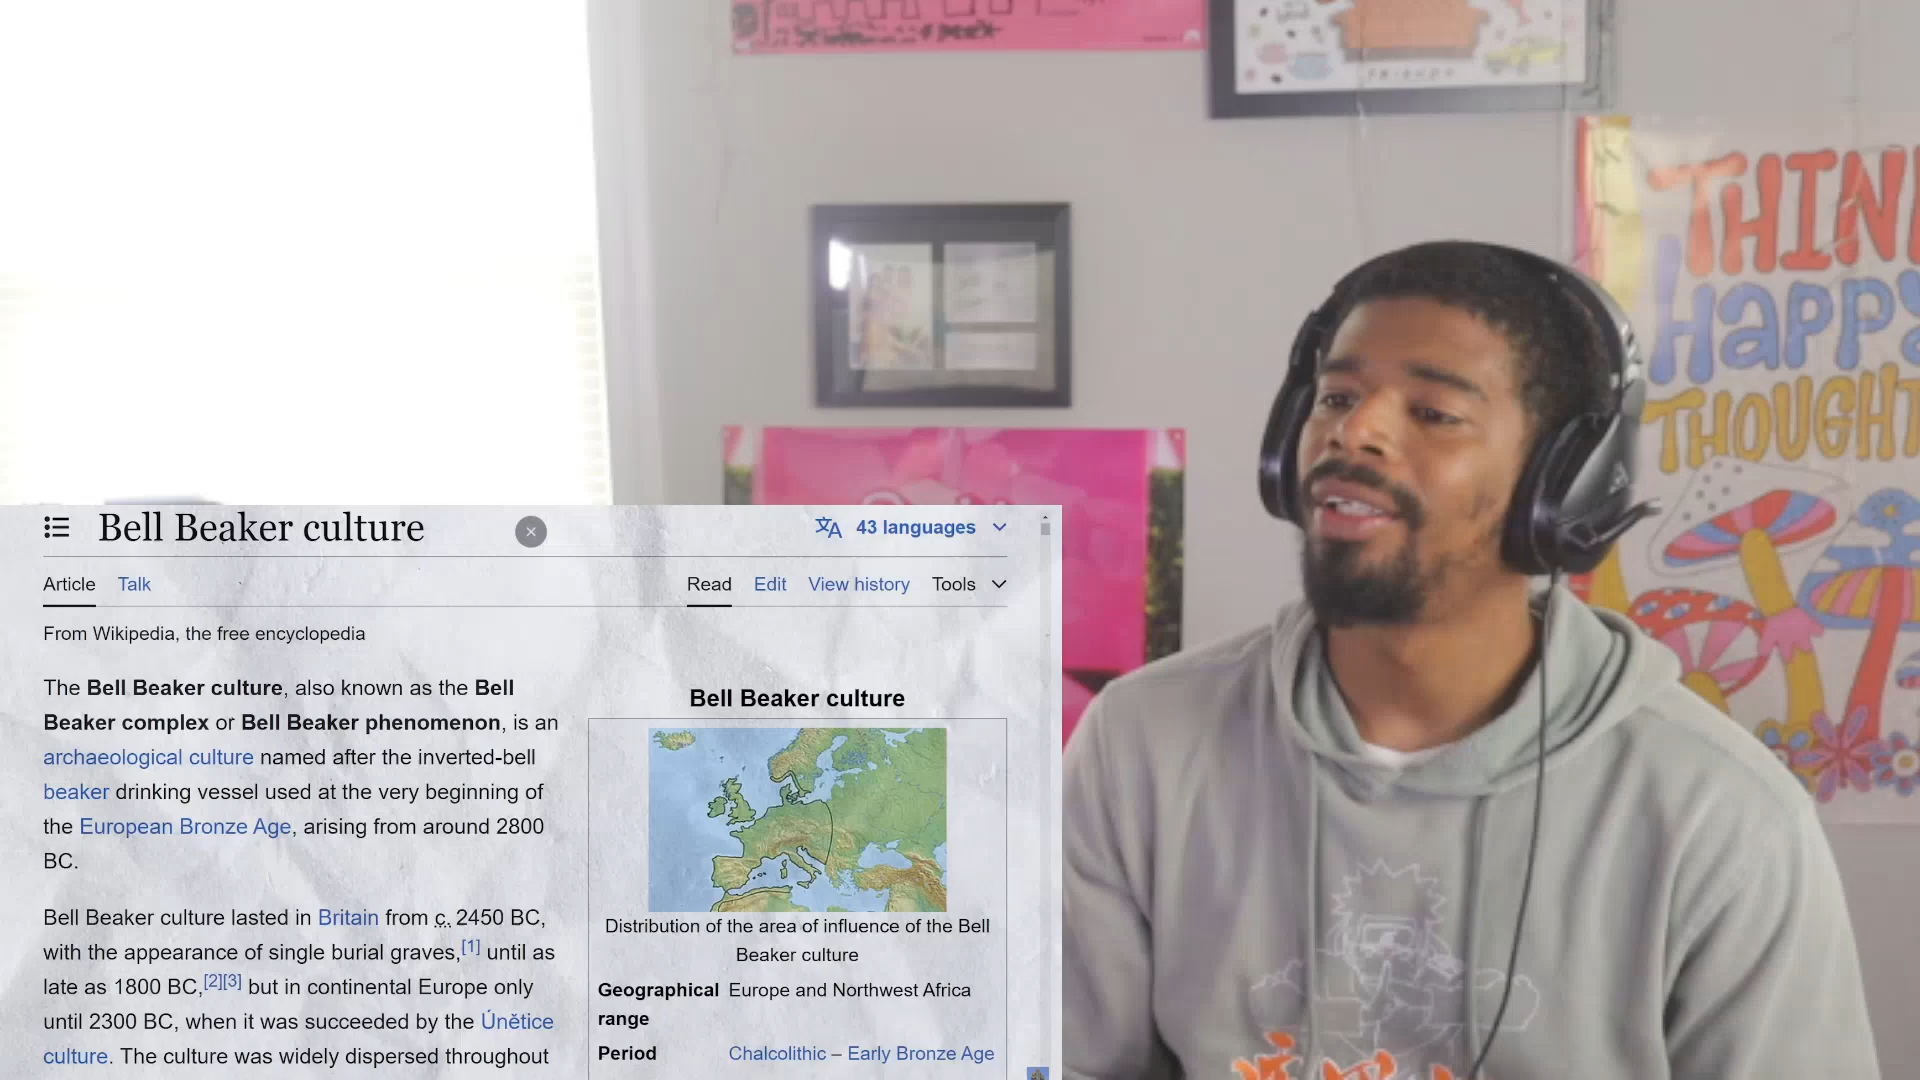 FRIENDS
THINK
HAPPY
THOUGHT
Bell Beaker culture
43 languages
Article Talk Read Edit View history Tools
From Wikipedia, the free encyclopedia
The Bell Beaker culture, also known as the Bell
Beaker complex or Bell Beaker phenomenon, is an
archaeological culture named after the inverted-bell
beaker drinking vessel used at the very beginning of
the European Bronze Age, arising from around 2800
BC.
Bell Beaker culture lasted in Britain from c. 2450 BC,
with the appearance of single burial graves,[1] until as
late as 1800 BC,[2][3] but in continental Europe only
until 2300 BC, when it was succeeded by the Únětice
culture. The culture was widely dispersed throughout
Bell Beaker culture
Distribution of the area of influence of the Bell
Beaker culture
Geographical range Europe and Northwest Africa
Period Chalcolithic – Early Bronze Age